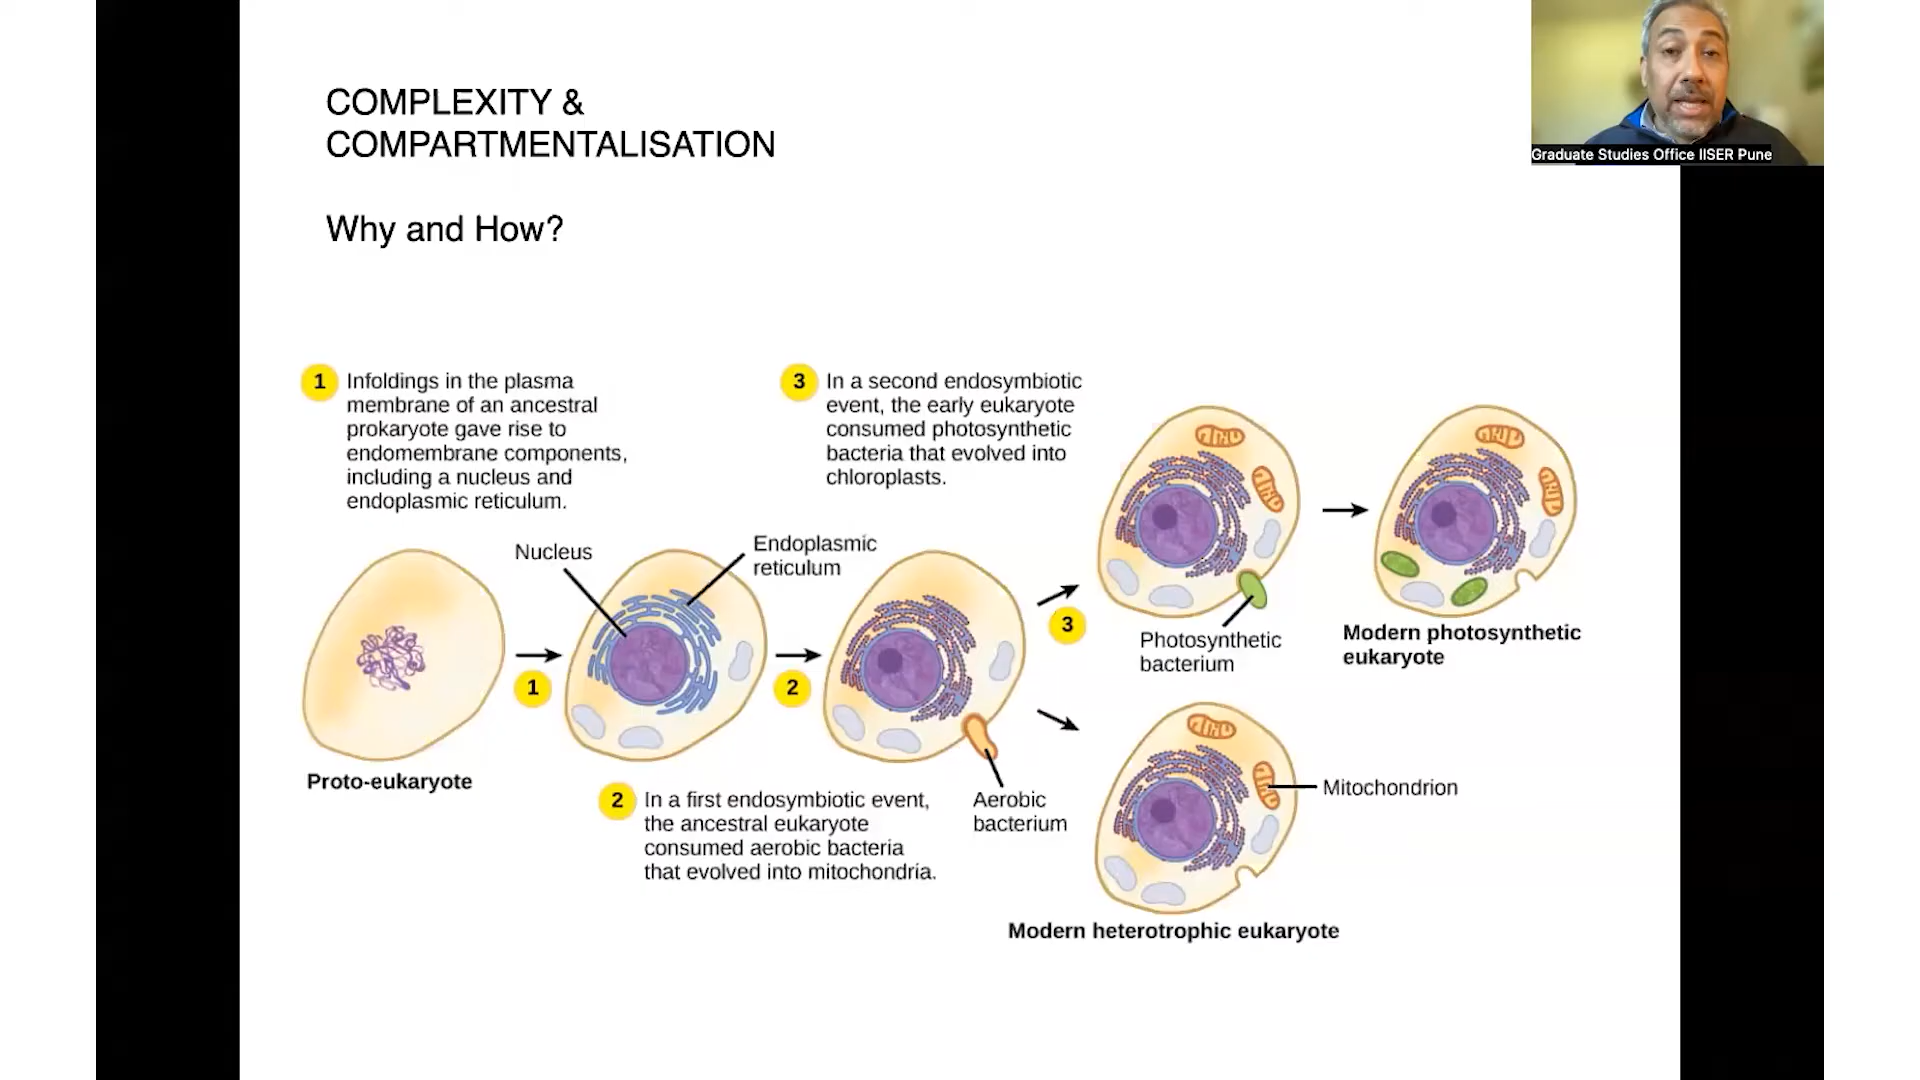 COMPLEXITY &
COMPARTMENTALISATION
Why and How?
Graduate Studies Office IISER Pune
1 Infoldings in the plasma
membrane of an ancestral
prokaryote gave rise to
endomembrane components,
including a nucleus and
endoplasmic reticulum.
3 In a second endosymbiotic
event, the early eukaryote
consumed photosynthetic
bacteria that evolved into
chloroplasts.
Nucleus
Endoplasmic
reticulum
1
2
3
Photosynthetic
bacterium
Modern photosynthetic
eukaryote
Proto-eukaryote
2 In a first endosymbiotic event,
the ancestral eukaryote
consumed aerobic bacteria
that evolved into mitochondria.
Aerobic
bacterium
Mitochondrion
Modern heterotrophic eukaryote